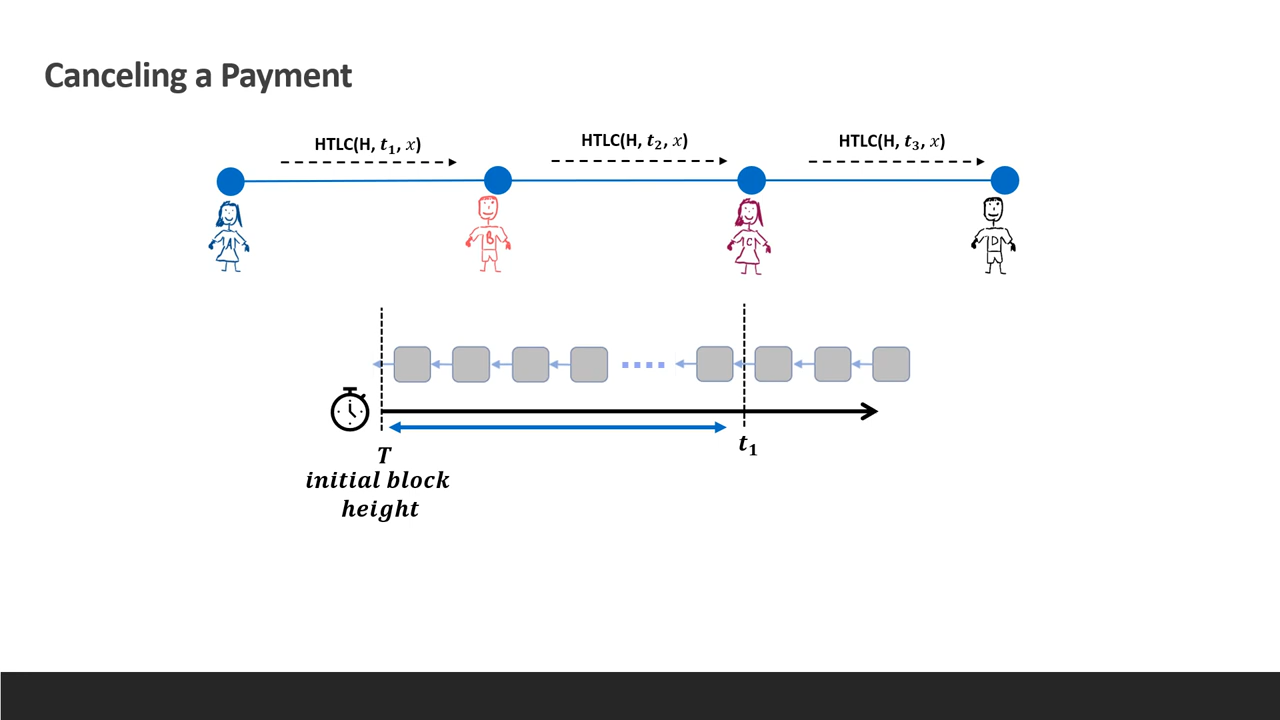 Canceling a Payment
HTLC(H, t₁, x)
HTLC(H, t₂, x)
HTLC(H, t₃, x)
A
B
C
D
T
initial block
height
t₁